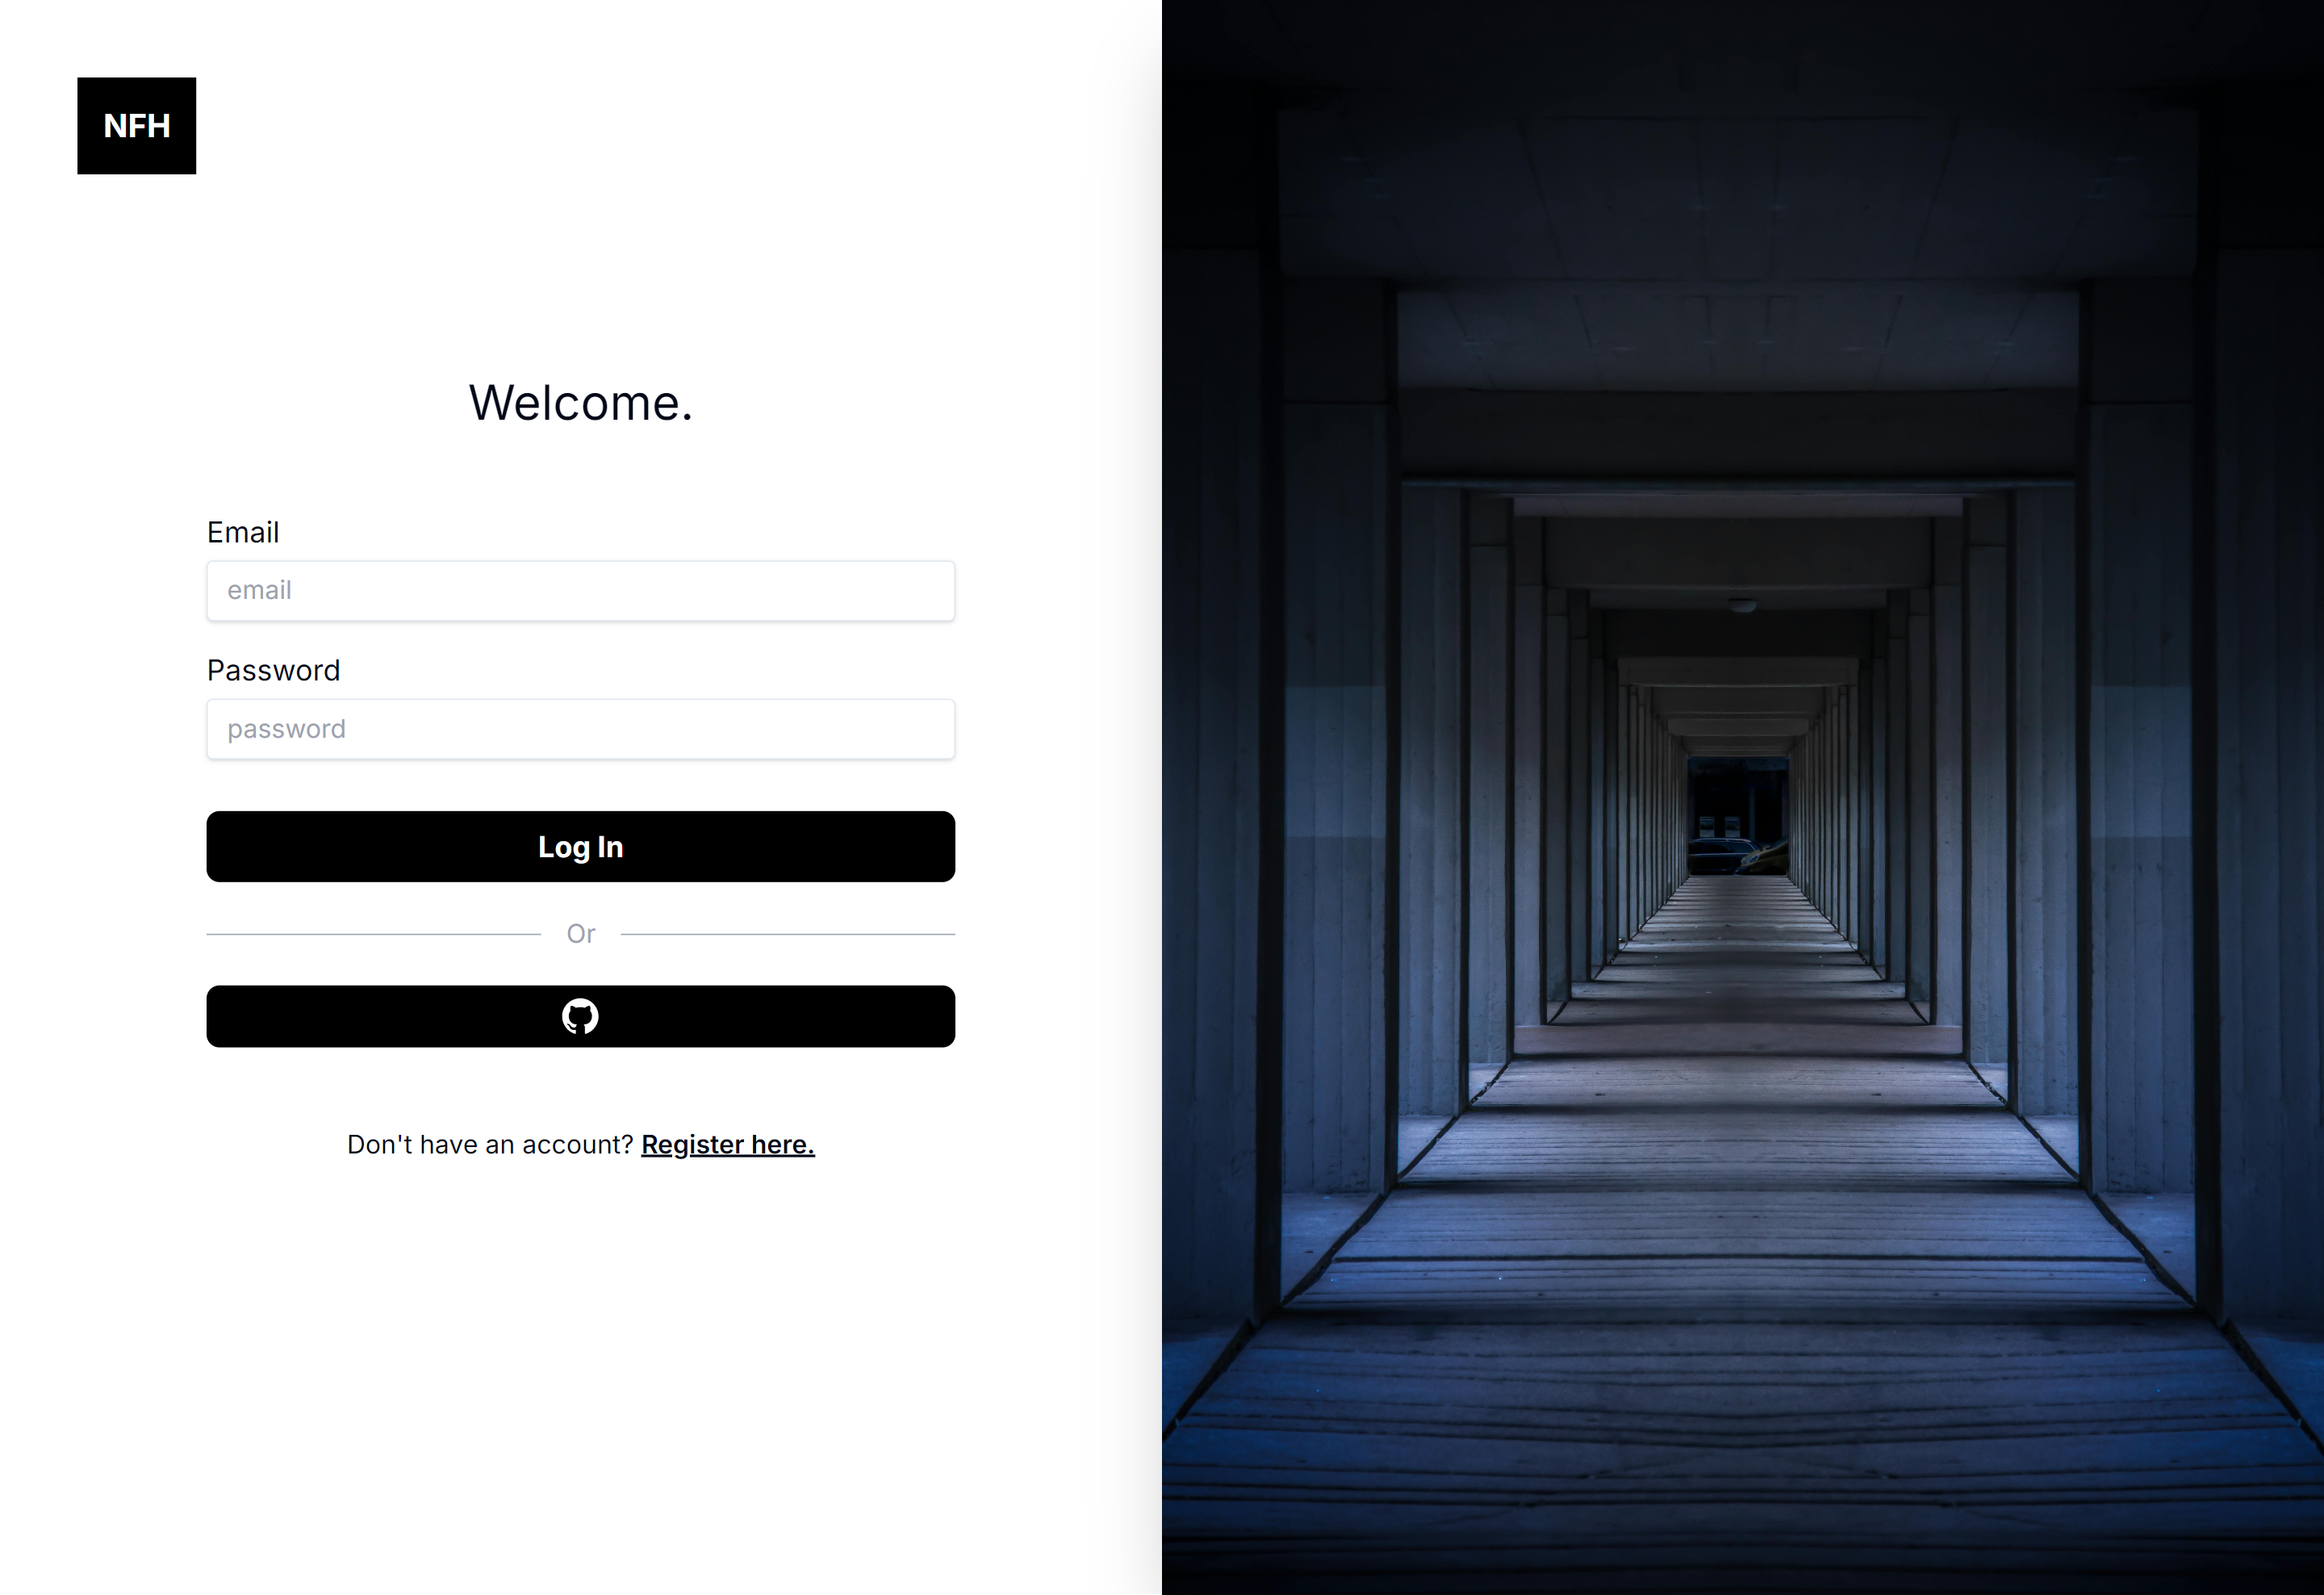 NFH
Welcome.
Email
email
Password
password
Log In
Or
Don't have an account? Register here.